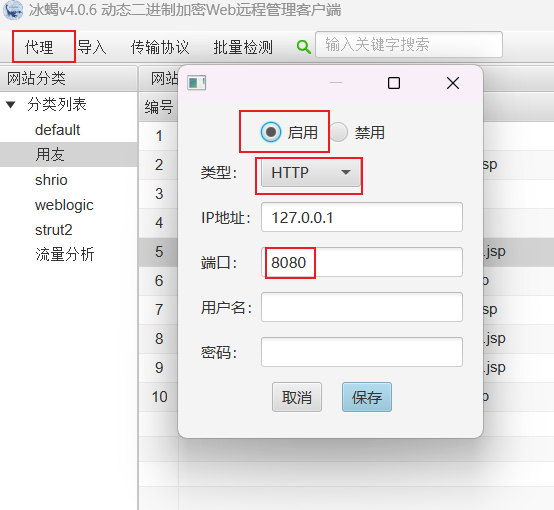 冰蝎v4.0.6 动态二进制加密Web远程管理客户端
代理 导入 传输协议 批量检测 输入关键字搜索
网站分类 网站
分类列表 编号
default 1
用友 2 sp
shrio 3
weblogic 4
strut2 5 .jsp
流量分析 6
7 sp
8 .jsp
9 .jsp
10
启用 禁用
类型: HTTP
IP地址: 127.0.0.1
端口: 8080
用户名:
密码:
取消 保存